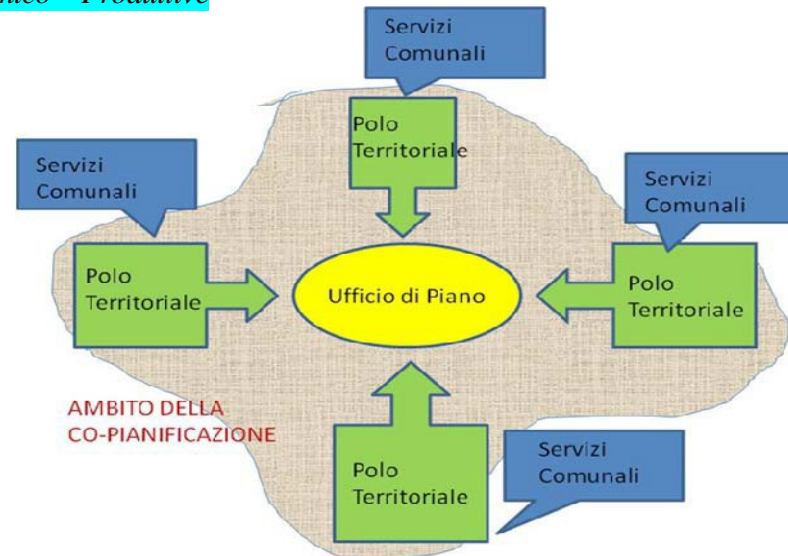 Produttive
Servizi
Comunali
Polo
Territoriale
Servizi
Comunali
Servizi
Comunali
Polo
Territoriale
Ufficio di Piano
Polo
Territoriale
AMBITO DELLA
CO-PIANIFICAZIONE
Polo
Territoriale
Servizi
Comunali